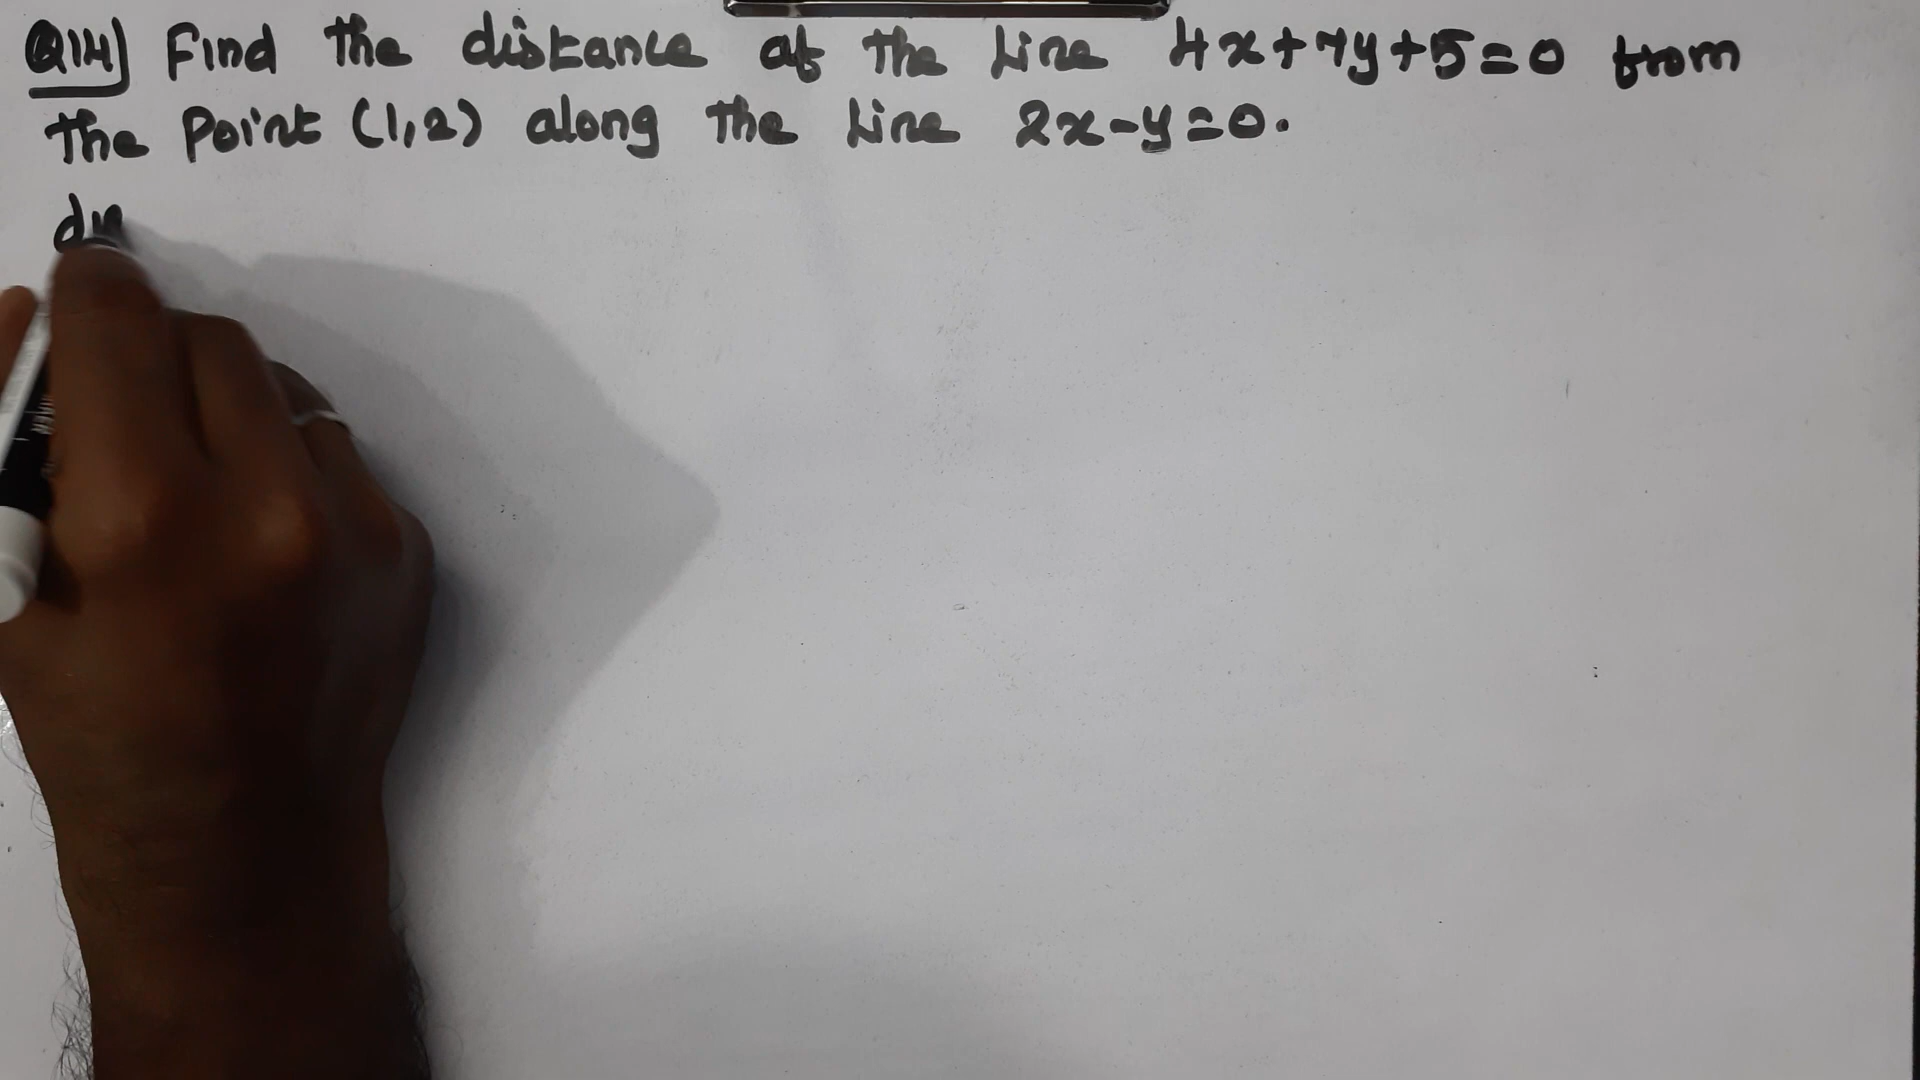 Q14) Find the distance of the line 4x+7y+5=0 from
the point (1,2) along the line 2x-y=0.